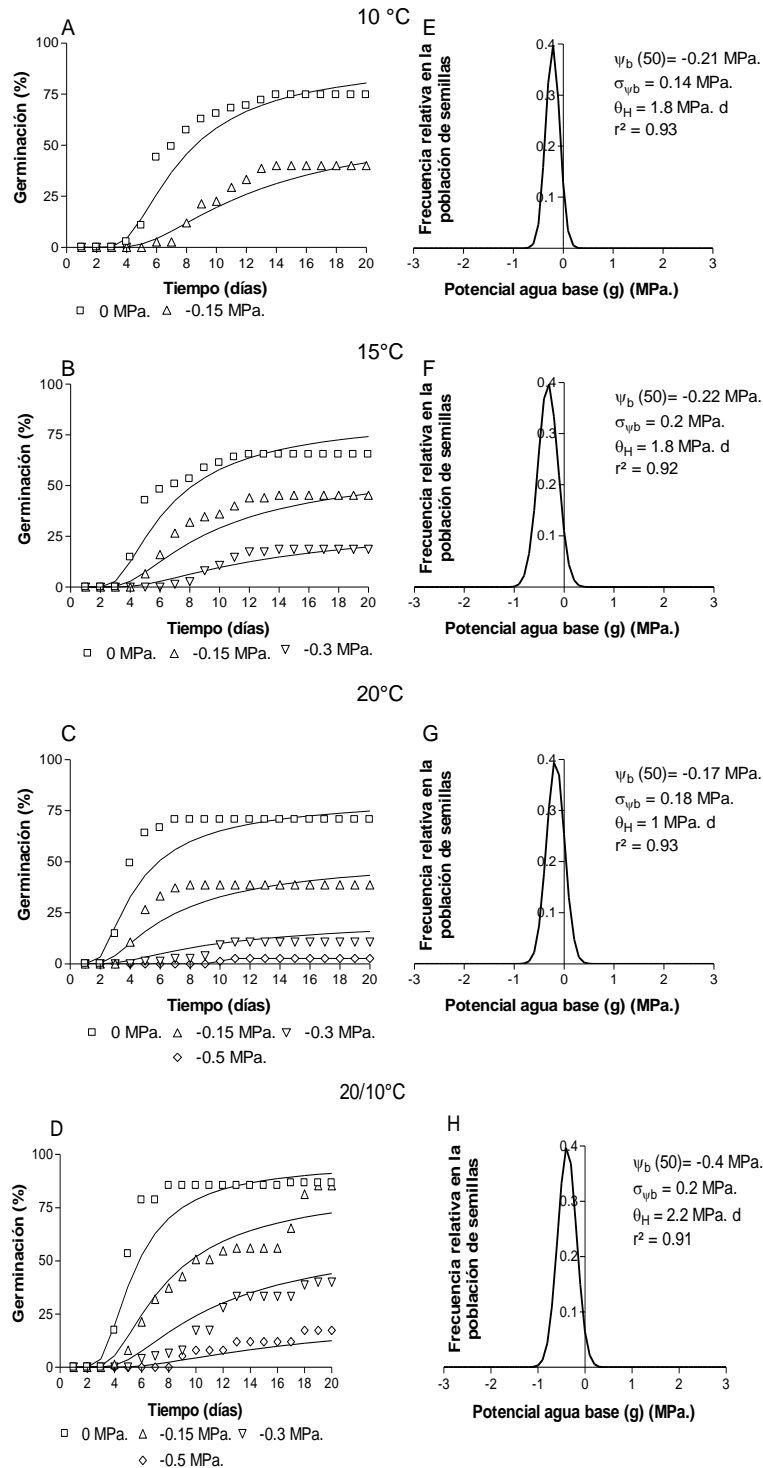 10 °C
A
Germinación (%)
100
75
50
25
0
0 2 4 6 8 10 12 14 16 18 20
Tiempo (días)
0 MPa. -0.15 MPa.
E
Frecuencia relativa en la
población de semillas
0.4
0.3
0.2
0.1
-3 -2 -1 0 1 2 3
Potencial agua base (g) (MPa.)
ψb (50)= -0.21 MPa.
σψb = 0.14 MPa.
θH = 1.8 MPa. d
r² = 0.93
15°C
B
Germinación (%)
100
75
50
25
0
0 2 4 6 8 10 12 14 16 18 20
Tiempo (días)
0 MPa. -0.15 MPa. -0.3 MPa.
F
Frecuencia relativa en la
población de semillas
0.4
0.3
0.2
0.1
-3 -2 -1 0 1 2 3
Potencial agua base (g) (MPa.)
ψb (50)= -0.22 MPa.
σψb = 0.2 MPa.
θH = 1.8 MPa. d
r² = 0.92
20°C
C
Germinación (%)
100
75
50
25
0
0 2 4 6 8 10 12 14 16 18 20
Tiempo (días)
0 MPa. -0.15 MPa. -0.3 MPa.
-0.5 MPa.
G
Frecuencia relativa en la
población de semillas
0.4
0.3
0.2
0.1
-3 -2 -1 0 1 2 3
Potencial agua base (g) (MPa.)
ψb (50)= -0.17 MPa.
σψb = 0.18 MPa.
θH = 1 MPa. d
r² = 0.93
20/10°C
D
Germinación (%)
100
75
50
25
0
0 2 4 6 8 10 12 14 16 18 20
Tiempo (días)
0 MPa. -0.15 MPa. -0.3 MPa.
-0.5 MPa.
H
Frecuencia relativa en la
población de semillas
0.4
0.3
0.2
0.1
-3 -2 -1 0 1 2 3
Potencial agua base (g) (MPa.)
ψb (50)= -0.4 MPa.
σψb = 0.2 MPa.
θH = 2.2 MPa. d
r² = 0.91